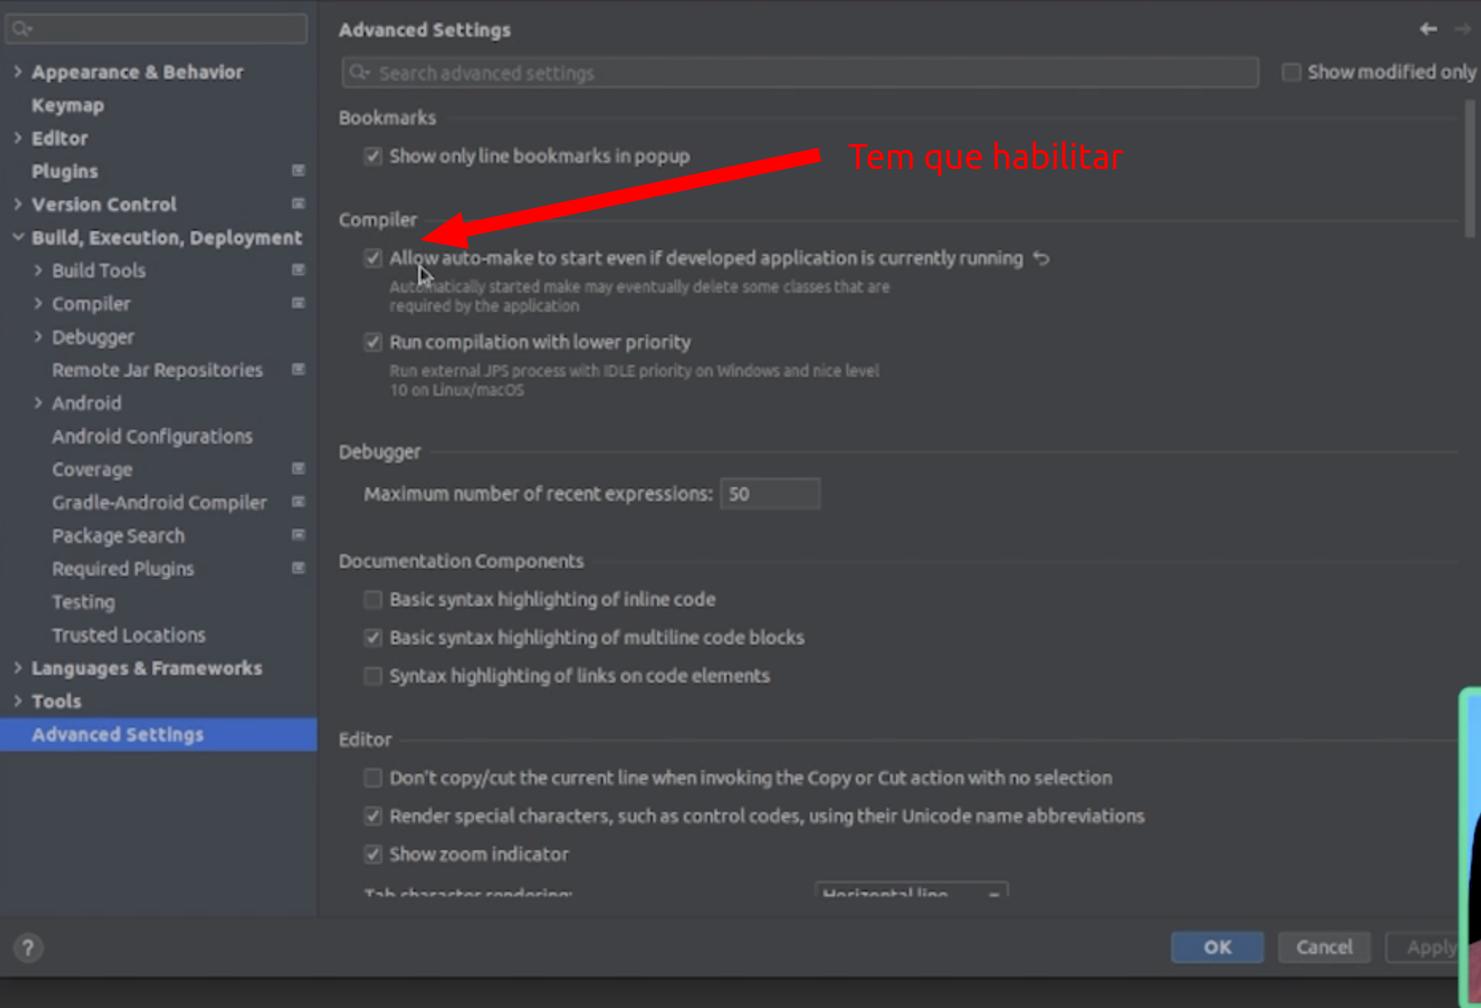 Appearance & Behavior
Keymap
Editor
Plugins
Version Control
Build, Execution, Deployment
Build Tools
Compiler
Debugger
Remote Jar Repositories
Android
Android Configurations
Coverage
Gradle-Android Compiler
Package Search
Required Plugins
Testing
Trusted Locations
Languages & Frameworks
Tools
Advanced Settings
Advanced Settings
Search advanced settings
Show modified only
Bookmarks
Show only line bookmarks in popup
Tem que habilitar
Compiler
Allow auto-make to start even if developed application is currently running
Automatically started make may eventually delete some classes that are
required by the application
Run compilation with lower priority
Run external JPS process with IDLE priority on Windows and nice level
10 on Linux/macOS
Debugger
Maximum number of recent expressions: 50
Documentation Components
Basic syntax highlighting of inline code
Basic syntax highlighting of multiline code blocks
Syntax highlighting of links on code elements
Editor
Don't copy/cut the current line when invoking the Copy or Cut action with no selection
Render special characters, such as control codes, using their Unicode name abbreviations
Show zoom indicator
Tab character rendering: Horizontal line
? OK Cancel Apply